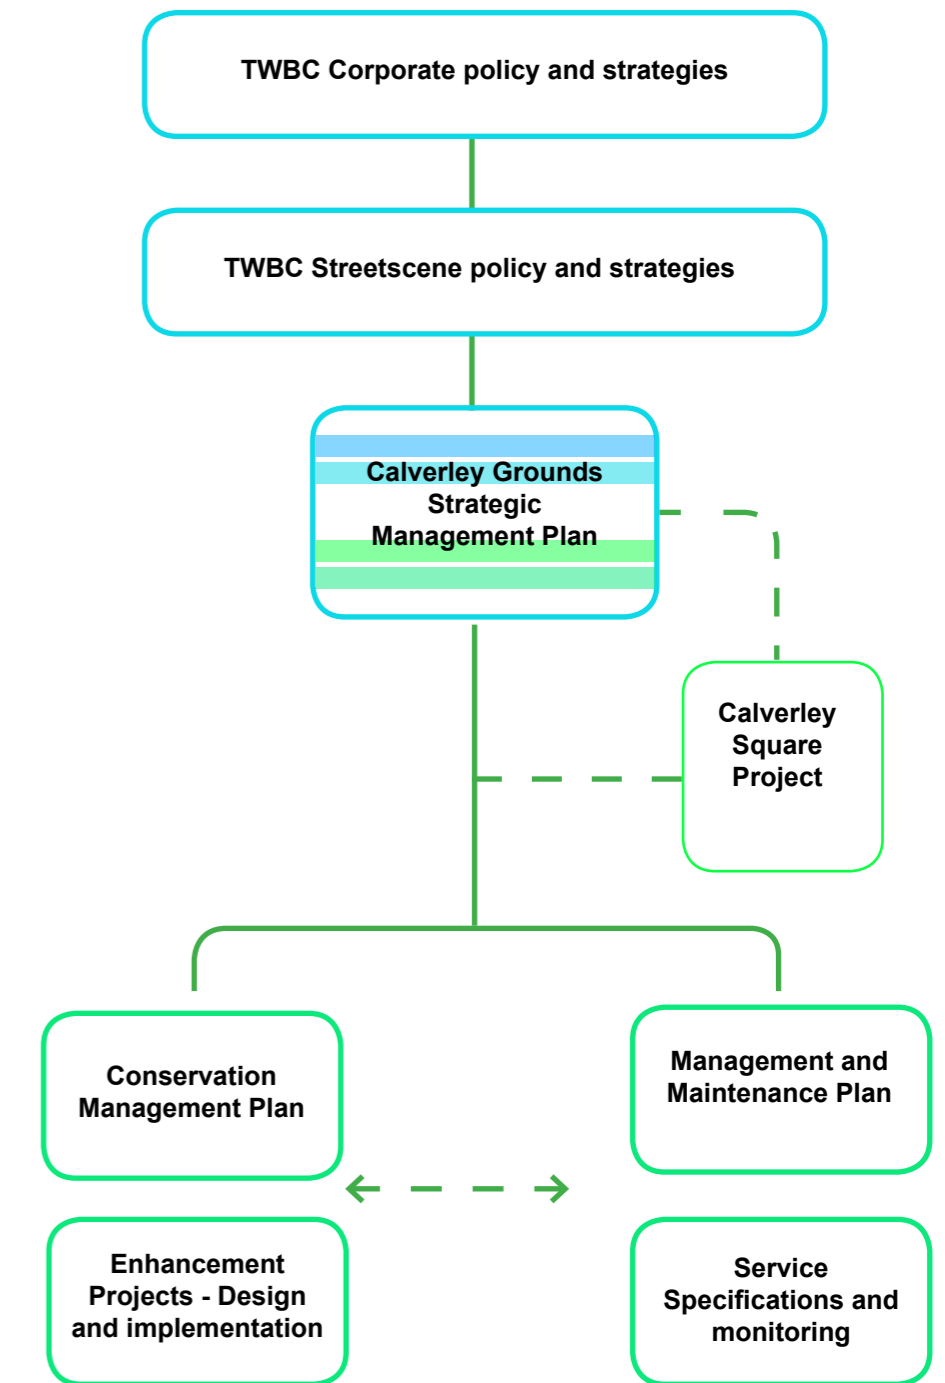 TWBC Corporate policy and strategies
TWBC Streetscene policy and strategies
Calverley Grounds
Strategic
Management Plan
Calverley
Square
Project
Conservation
Management Plan
Management and
Maintenance Plan
Enhancement
Projects - Design
and implementation
Service
Specifications and
monitoring